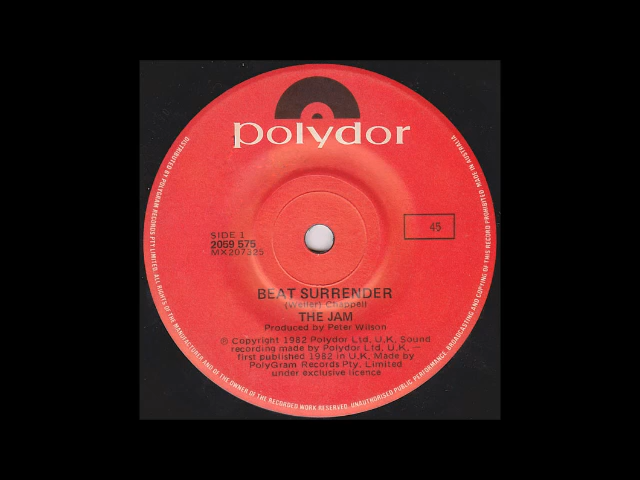 polydor
SIDE 1
2059 575
MX207325
45
BEAT SURRENDER
(Weller) Chappell
THE JAM
Produced by Peter Wilson
Ⓟ Copyright 1982 Polydor Ltd, U.K. Sound
recording made by Polydor Ltd, U.K. –
first published 1982 in U.K. Made by
PolyGram Records Pty. Limited
under exclusive licence
DISTRIBUTED BY POLYGRAM RECORDS PTY LIMITED. ALL RIGHTS OF THE MANUFACTURER AND OF THE OWNER OF THE RECORDED WORK RESERVED. UNAUTHORISED PUBLIC PERFORMANCE, BROADCASTING AND COPYING OF THIS RECORD PROHIBITED MADE IN AUSTRALIA.